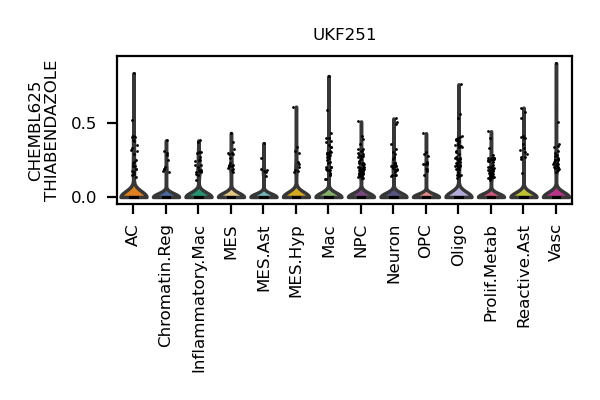 UKF251
CHEMBL625
THIABENDAZOLE
0.5
0.0
AC
Chromatin.Reg
Inflammatory.Mac
MES
MES.Ast
MES.Hyp
Mac
NPC
Neuron
OPC
Oligo
Prolif.Metab
Reactive.Ast
Vasc